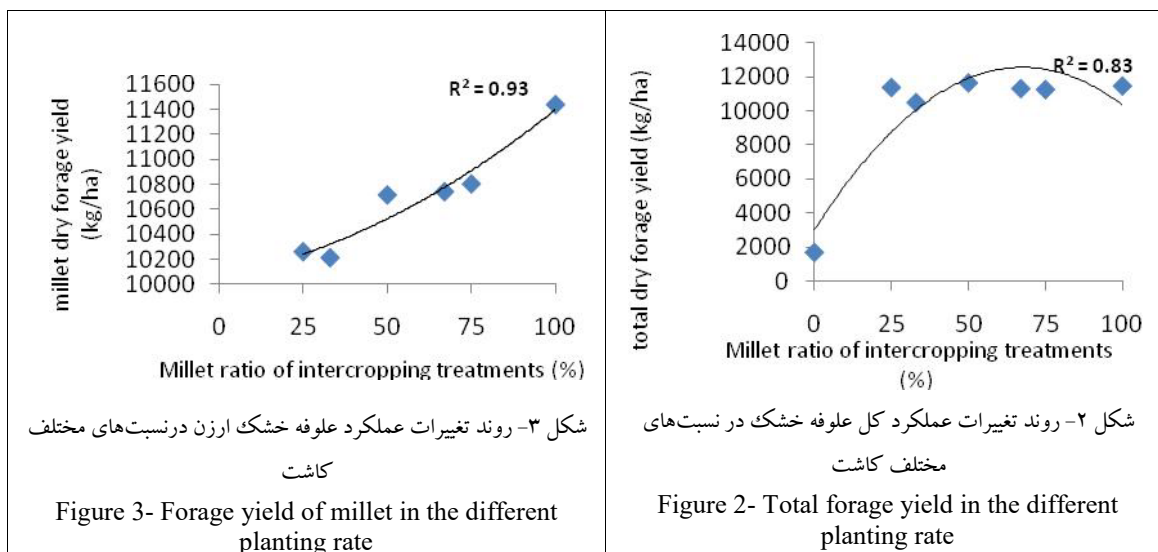 R² = 0.93
11600
11400
11200
11000
10800
10600
10400
10200
10000
millet dry forage yield
(kg/ha)
0 25 50 75 100
Millet ratio of intercropping treatments (%)
شکل ۳- روند تغییرات عملکرد علوفه خشک ارزن درنسبت‌های مختلف
کاشت
Figure 3- Forage yield of millet in the different
planting rate
R² = 0.83
14000
12000
10000
8000
6000
4000
2000
0
total dry forage yield (kg/ha)
0 25 50 75 100
Millet ratio of intercropping treatments
(%)
شکل ۲- روند تغییرات عملکرد کل علوفه خشک در نسبت‌های
مختلف کاشت
Figure 2- Total forage yield in the different
planting rate